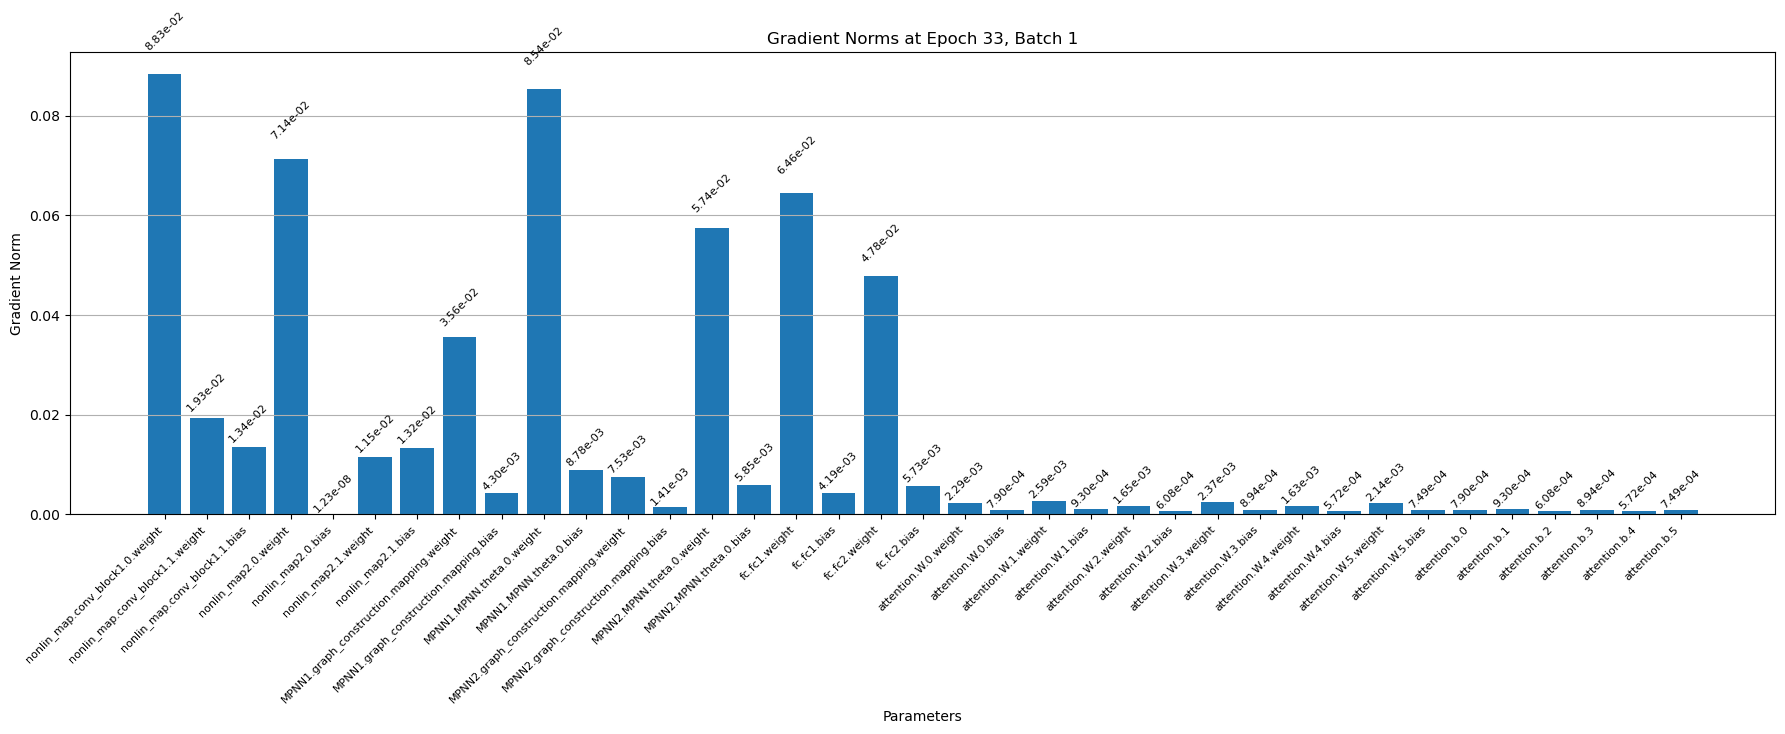 Gradient Norms at Epoch 33, Batch 1
Gradient Norm
0.08
0.06
0.04
0.02
0.00
8.83e-02
1.93e-02
1.34e-02
7.14e-02
1.23e-08
1.15e-02
1.32e-02
3.56e-02
4.30e-03
8.54e-02
8.78e-03
7.53e-03
1.41e-03
5.74e-02
5.85e-03
6.46e-02
4.19e-03
4.78e-02
5.73e-03
2.29e-03
7.90e-04
2.59e-03
9.30e-04
1.65e-03
6.08e-04
2.37e-03
8.94e-04
1.63e-03
5.72e-04
2.14e-03
7.49e-04
7.90e-04
9.30e-04
6.08e-04
8.94e-04
5.72e-04
7.49e-04
nonlin_map.conv_block1.0.weight
nonlin_map.conv_block1.1.weight
nonlin_map.conv_block1.1.bias
nonlin_map2.0.weight
nonlin_map2.0.bias
nonlin_map2.1.weight
nonlin_map2.1.bias
MPNN1.graph_construction.mapping.weight
MPNN1.graph_construction.mapping.bias
MPNN1.MPNN.theta.0.weight
MPNN1.MPNN.theta.0.bias
MPNN2.graph_construction.mapping.weight
MPNN2.graph_construction.mapping.bias
MPNN2.MPNN.theta.0.weight
MPNN2.MPNN.theta.0.bias
fc.fc1.weight
fc.fc1.bias
fc.fc2.weight
fc.fc2.bias
attention.W.0.weight
attention.W.0.bias
attention.W.1.weight
attention.W.1.bias
attention.W.2.weight
attention.W.2.bias
attention.W.3.weight
attention.W.3.bias
attention.W.4.weight
attention.W.4.bias
attention.W.5.weight
attention.W.5.bias
attention.b.0
attention.b.1
attention.b.2
attention.b.3
attention.b.4
attention.b.5
Parameters